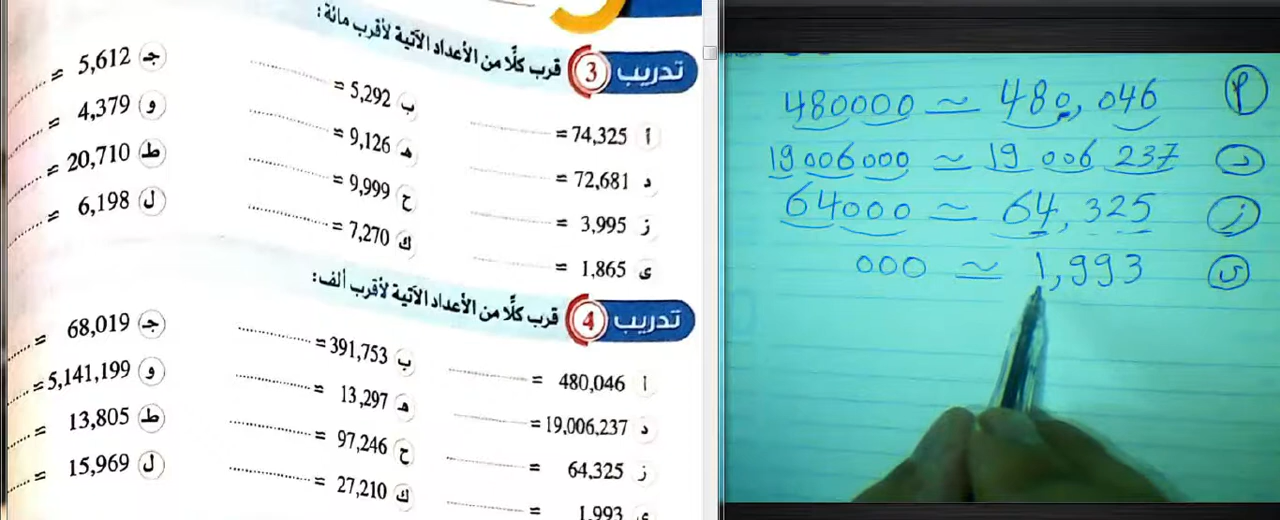 تدريب 3 قرب كلًّا من الأعداد الآتية لأقرب مائة:
أ 74,325 = ............ ب 5,292 = ............ جـ 5,612 = ............
د 72,681 = ............ هـ 9,126 = ............ و 4,379 = ............
ز 3,995 = ............ ح 9,999 = ............ ط 20,710 = ............
ى 1,865 = ............ ك 7,270 = ............ ل 6,198 = ............
تدريب 4 قرب كلًّا من الأعداد الآتية لأقرب ألف:
أ 480,046 = ............ ب 391,753 = ............ جـ 68,019 = ............
د 19,006,237 = ............ هـ 13,297 = ............ و 5,141,199 = ............
ز 64,325 = ............ ح 97,246 = ............ ط 13,805 = ............
ى 1,993 = ............ ك 27,210 = ............ ل 15,969 = ............
أ 480,046 ≃ 480000
د 19 006 237 ≃ 19006000
ز 64,325 ≃ 64000
ى 1,993 ≃ 000